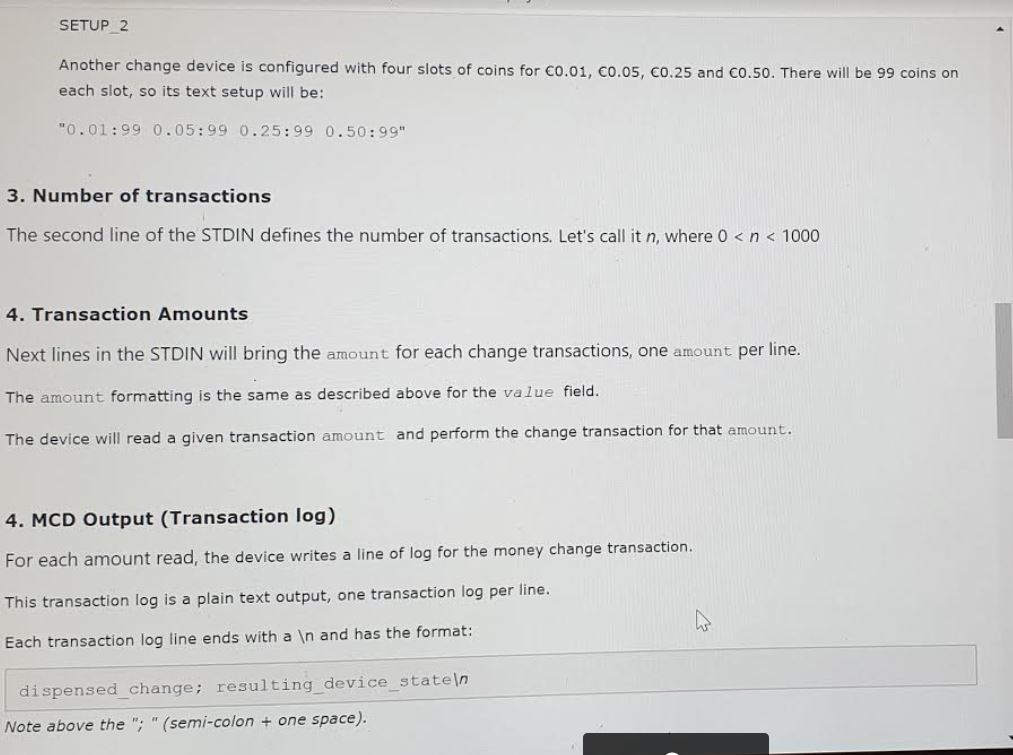 SETUP_2
Another change device is configured with four slots of coins for €0.01, €0.05, €0.25 and €0.50. There will be 99 coins on
each slot, so its text setup will be:
"0.01:99 0.05:99 0.25:99 0.50:99"
3. Number of transactions
The second line of the STDIN defines the number of transactions. Let's call it n, where 0 < n < 1000
4. Transaction Amounts
Next lines in the STDIN will bring the amount for each change transactions, one amount per line.
The amount formatting is the same as described above for the value field.
The device will read a given transaction amount and perform the change transaction for that amount.
4. MCD Output (Transaction log)
For each amount read, the device writes a line of log for the money change transaction.
This transaction log is a plain text output, one transaction log per line.
Each transaction log line ends with a \n and has the format:
dispensed_change; resulting_device_state\n
Note above the "; " (semi-colon + one space).